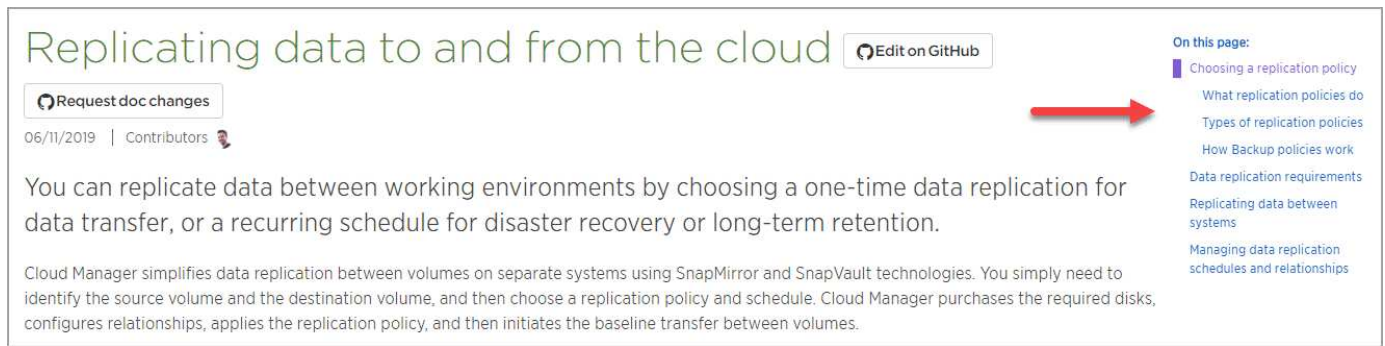 Replicating data to and from the cloud
Edit on GitHub
Request doc changes
06/11/2019 | Contributors
You can replicate data between working environments by choosing a one-time data replication for
data transfer, or a recurring schedule for disaster recovery or long-term retention.
Cloud Manager simplifies data replication between volumes on separate systems using SnapMirror and SnapVault technologies. You simply need to
identify the source volume and the destination volume, and then choose a replication policy and schedule. Cloud Manager purchases the required disks,
configures relationships, applies the replication policy, and then initiates the baseline transfer between volumes.
On this page:
Choosing a replication policy
What replication policies do
Types of replication policies
How Backup policies work
Data replication requirements
Replicating data between
systems
Managing data replication
schedules and relationships